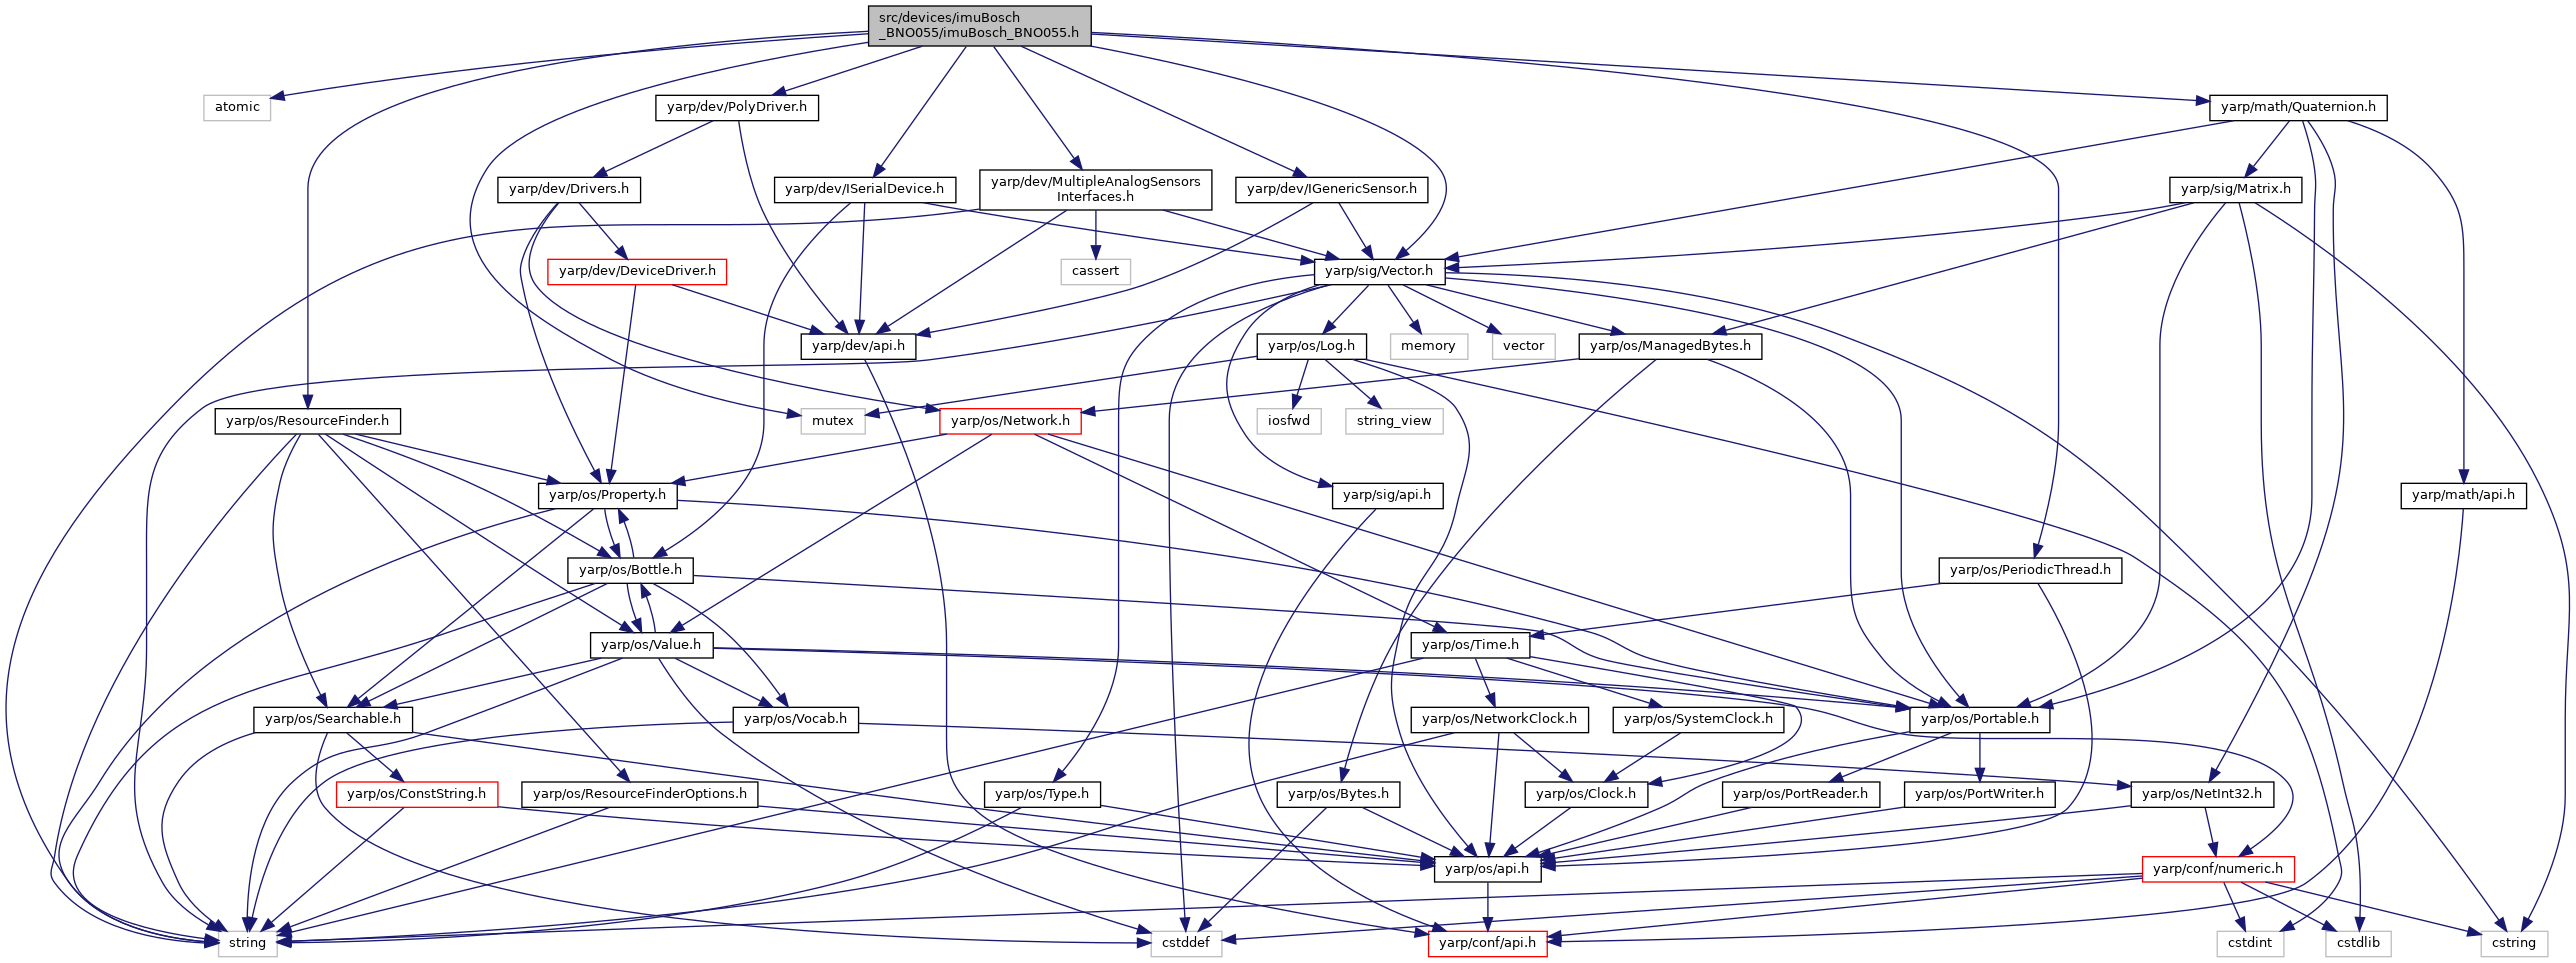 src/devices/imuBosch
_BNO055/imuBosch_BNO055.h
atomic
yarp/dev/PolyDriver.h
yarp/math/Quaternion.h
yarp/dev/Drivers.h
yarp/dev/ISerialDevice.h
yarp/dev/MultipleAnalogSensors
Interfaces.h
yarp/dev/IGenericSensor.h
yarp/sig/Matrix.h
yarp/dev/DeviceDriver.h
cassert
yarp/sig/Vector.h
yarp/dev/api.h
yarp/os/Log.h
memory
vector
yarp/os/ManagedBytes.h
yarp/os/ResourceFinder.h
mutex
yarp/os/Network.h
iosfwd
string_view
yarp/os/Property.h
yarp/sig/api.h
yarp/math/api.h
yarp/os/Bottle.h
yarp/os/PeriodicThread.h
yarp/os/Value.h
yarp/os/Time.h
yarp/os/Searchable.h
yarp/os/Vocab.h
yarp/os/NetworkClock.h
yarp/os/SystemClock.h
yarp/os/Portable.h
yarp/os/ConstString.h
yarp/os/ResourceFinderOptions.h
yarp/os/Type.h
yarp/os/Bytes.h
yarp/os/Clock.h
yarp/os/PortReader.h
yarp/os/PortWriter.h
yarp/os/NetInt32.h
yarp/os/api.h
yarp/conf/numeric.h
string
cstddef
yarp/conf/api.h
cstdint
cstdlib
cstring